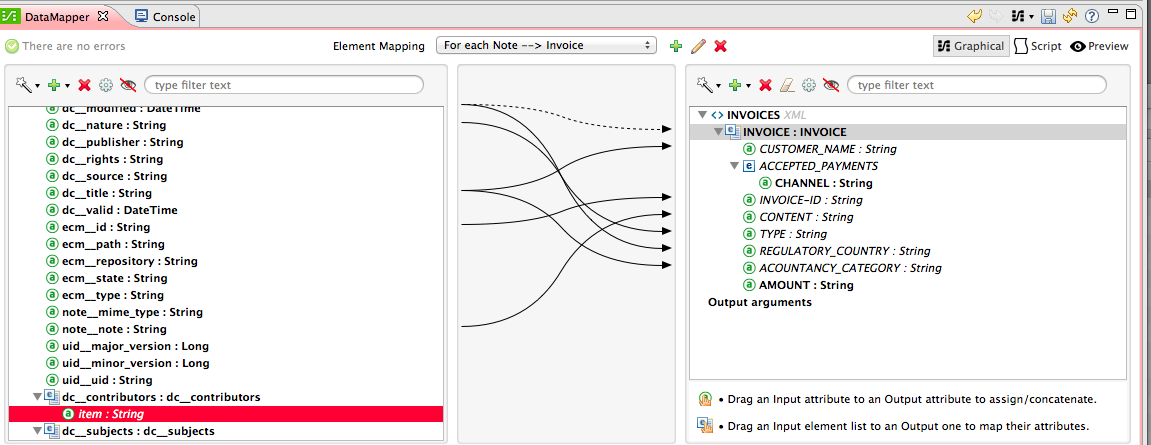 DataMapper
Console
There are no errors
Element Mapping
For each Note --> Invoice
Graphical
Script
Preview
type filter text
dc__modified : DateTime
dc__nature : String
dc__publisher : String
dc__rights : String
dc__source : String
dc__title : String
dc__valid : DateTime
ecm__id : String
ecm__path : String
ecm__repository : String
ecm__state : String
ecm__type : String
note__mime_type : String
note__note : String
uid__major_version : Long
uid__minor_version : Long
uid__uid : String
dc__contributors : dc__contributors
item : String
dc__subjects : dc__subjects
type filter text
INVOICES XML
INVOICE : INVOICE
CUSTOMER_NAME : String
ACCEPTED_PAYMENTS
CHANNEL : String
INVOICE-ID : String
CONTENT : String
TYPE : String
REGULATORY_COUNTRY : String
ACOUNTANCY_CATEGORY : String
AMOUNT : String
Output arguments
• Drag an Input attribute to an Output attribute to assign/concatenate.
• Drag an Input element list to an Output one to map their attributes.